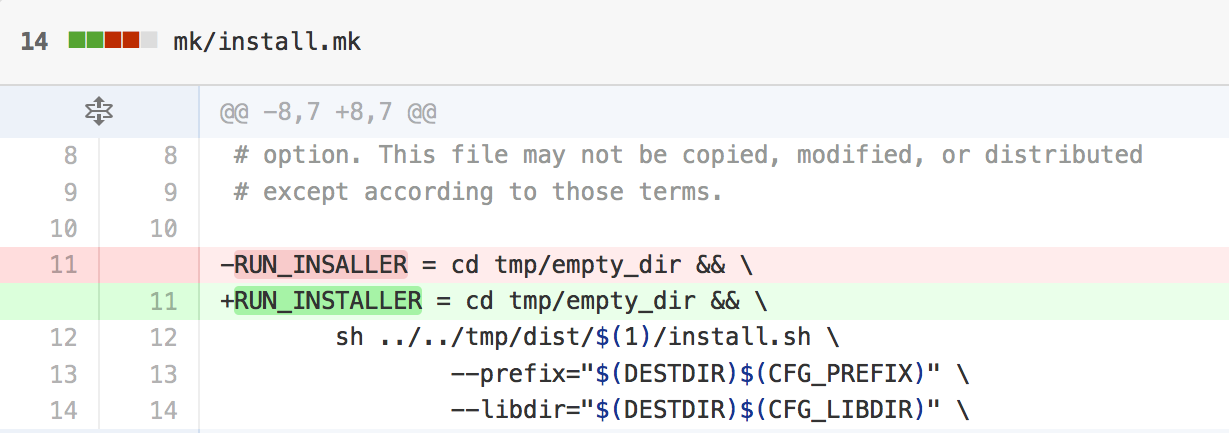 14 mk/install.mk
@@ -8,7 +8,7 @@
8 8 # option. This file may not be copied, modified, or distributed
9 9 # except according to those terms.
10 10
11 -RUN_INSALLER = cd tmp/empty_dir && \
11 +RUN_INSTALLER = cd tmp/empty_dir && \
12 12 sh ../../tmp/dist/$(1)/install.sh \
13 13 --prefix="$(DESTDIR)$(CFG_PREFIX)" \
14 14 --libdir="$(DESTDIR)$(CFG_LIBDIR)" \